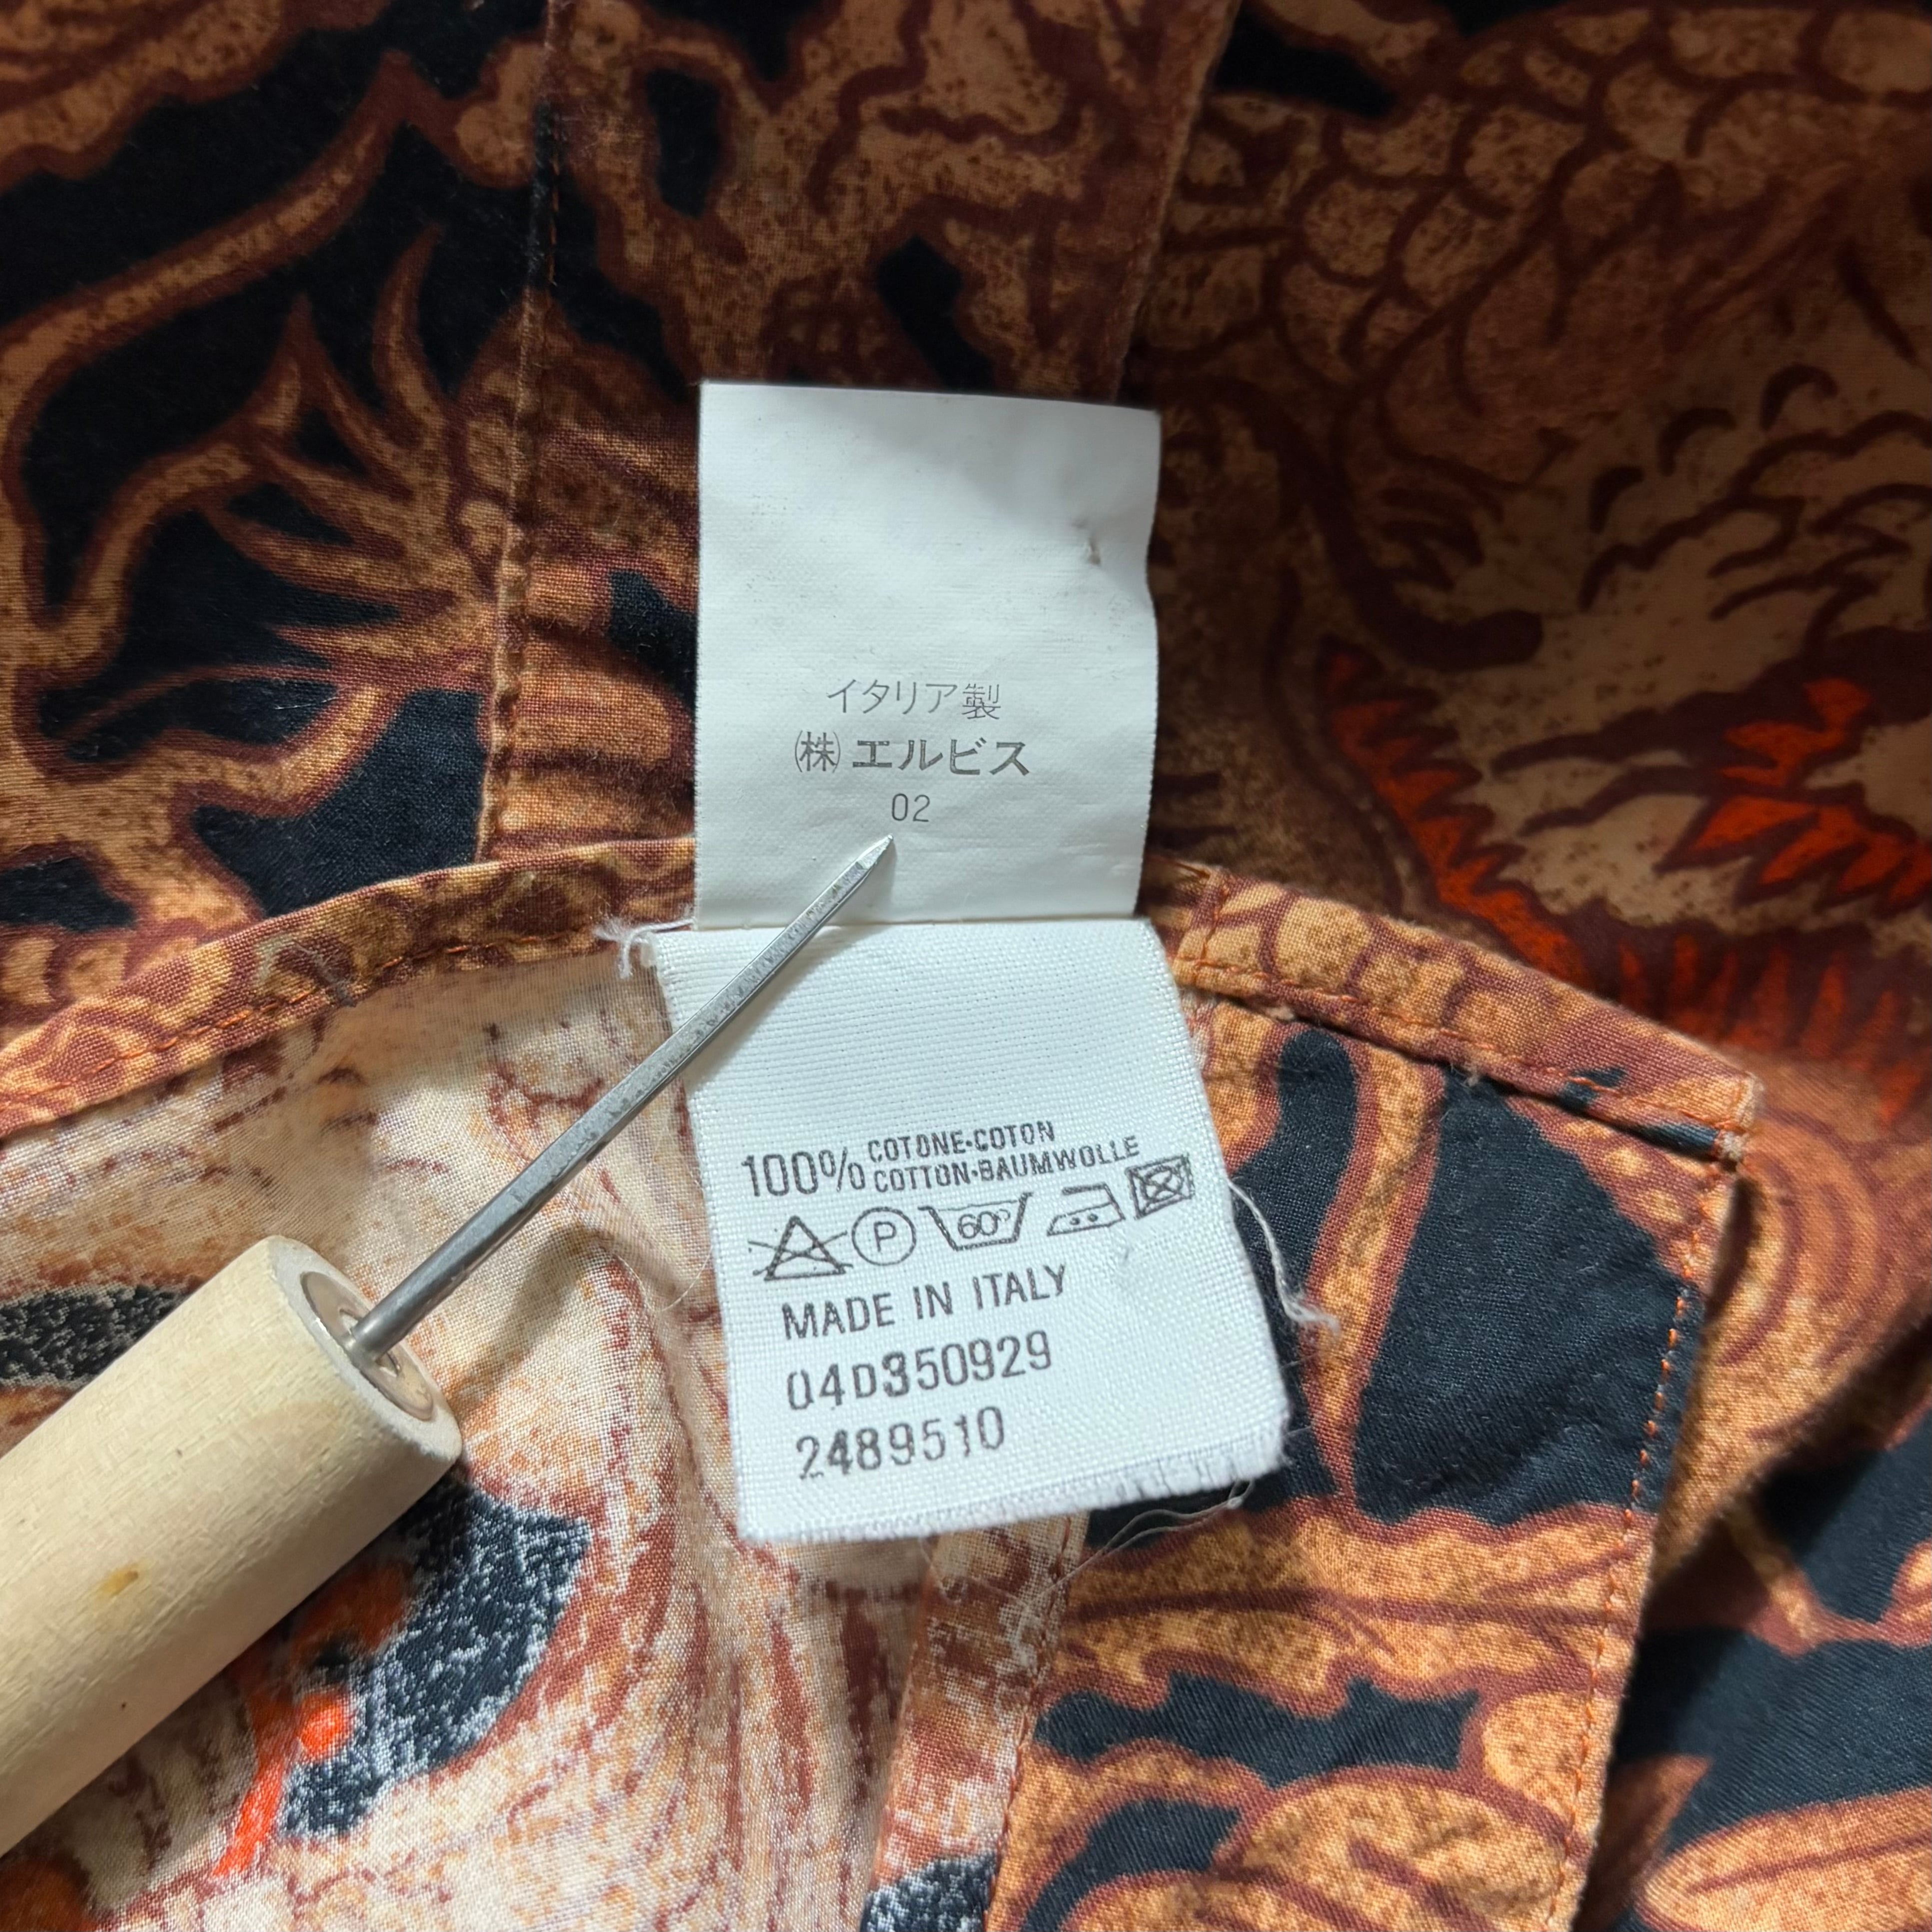 イタリア製
㈱エルビス
02
100% COTONE·COTON
COTTON·BAUMWOLLE
P 60°
MADE IN ITALY
04D350929
2489510